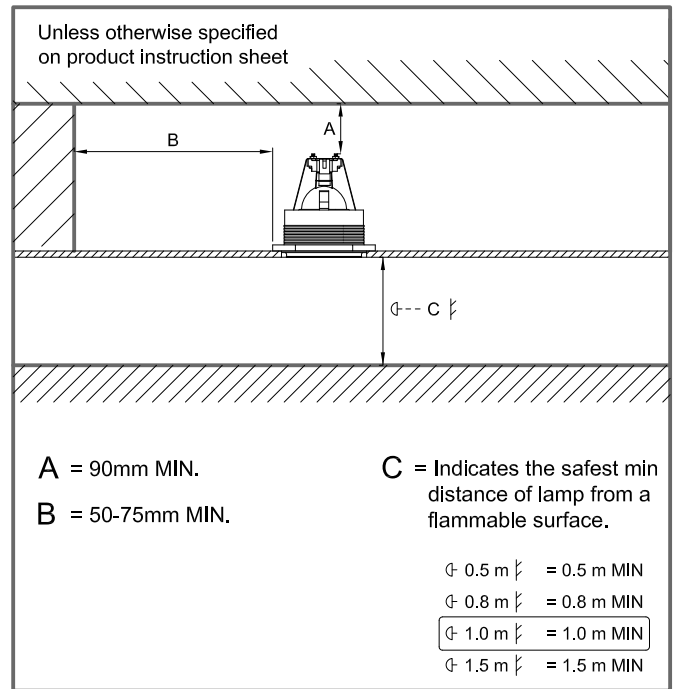 Unless otherwise specified
on product instruction sheet
A
B
C
A = 90mm MIN.
B = 50-75mm MIN.
C = Indicates the safest min
distance of lamp from a
flammable surface.
0.5 m = 0.5 m MIN
0.8 m = 0.8 m MIN
1.0 m = 1.0 m MIN
1.5 m = 1.5 m MIN